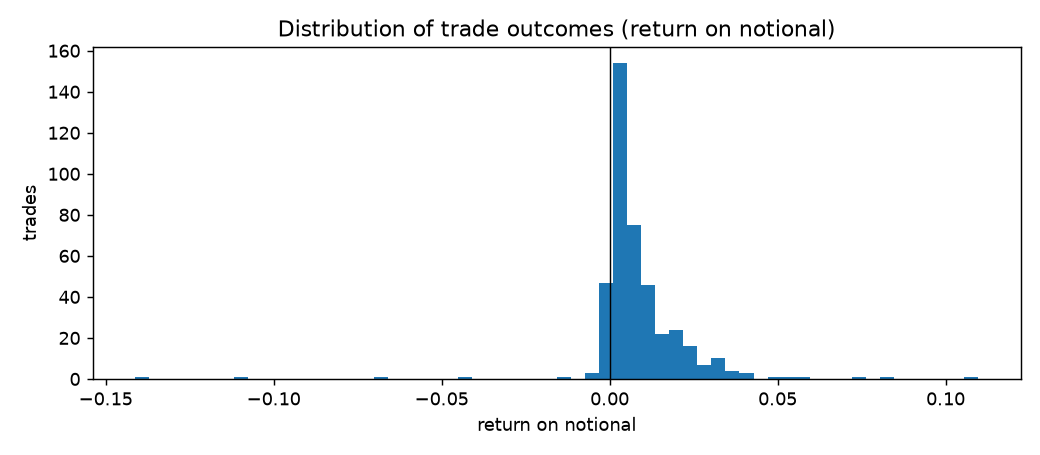 Distribution of trade outcomes (return on notional)
160
140
120
100
80
60
40
20
0
trades
−0.15 −0.10 −0.05 0.00 0.05 0.10
return on notional